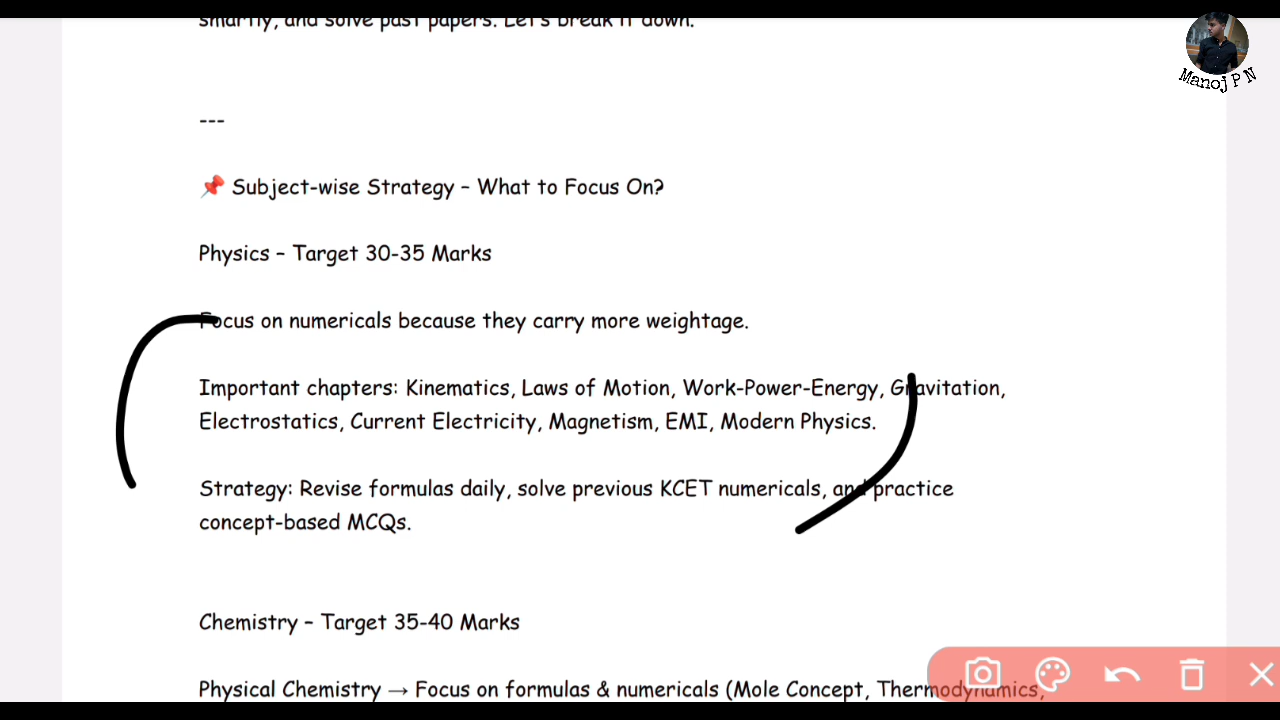 smartly, and solve past papers. Let's break it down.
Manoj P N
---
📌 Subject-wise Strategy – What to Focus On?
Physics – Target 30-35 Marks
Focus on numericals because they carry more weightage.
Important chapters: Kinematics, Laws of Motion, Work-Power-Energy, Gravitation,
Electrostatics, Current Electricity, Magnetism, EMI, Modern Physics.
Strategy: Revise formulas daily, solve previous KCET numericals, and practice
concept-based MCQs.
Chemistry – Target 35-40 Marks
Physical Chemistry → Focus on formulas & numericals (Mole Concept, Thermodynamics,